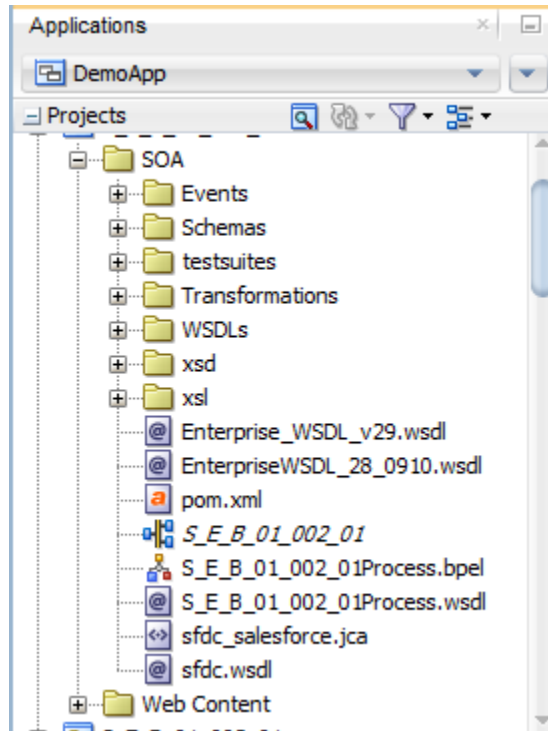 Applications
DemoApp
Projects
SOA
Events
Schemas
testsuites
Transformations
WSDLs
xsd
xsl
Enterprise_WSDL_v29.wsdl
EnterpriseWSDL_28_0910.wsdl
pom.xml
S_E_B_01_002_01
S_E_B_01_002_01Process.bpel
S_E_B_01_002_01Process.wsdl
sfdc_salesforce.jca
sfdc.wsdl
Web Content